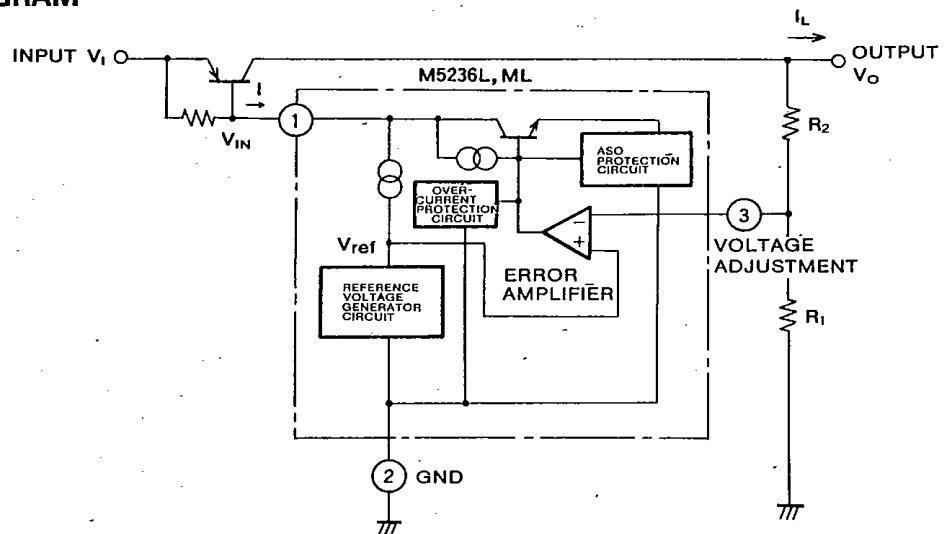 GRAM
I_L
INPUT V_I
OUTPUT
V_O
M5236L, ML
I
1
V_IN
R_2
ASO
PROTECTION
CIRCUIT
OVER-
CURRENT
PROTECTION
CIRCUIT
3
VOLTAGE
ADJUSTMENT
V_ref
−
+
ERROR
AMPLIFIER
REFERENCE
VOLTAGE
GENERATOR
CIRCUIT
R_1
2
GND